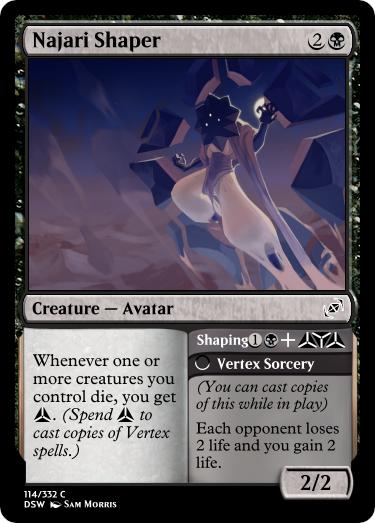 Najari Shaper 2
Creature — Avatar
Whenever one or
more creatures you
control die, you get
. (Spend to
cast copies of Vertex
spells.)
Shaping 1 +
Vertex Sorcery
(You can cast copies
of this while in play)
Each opponent loses
2 life and you gain 2
life.
2/2
114/332 C
DSW Sam Morris